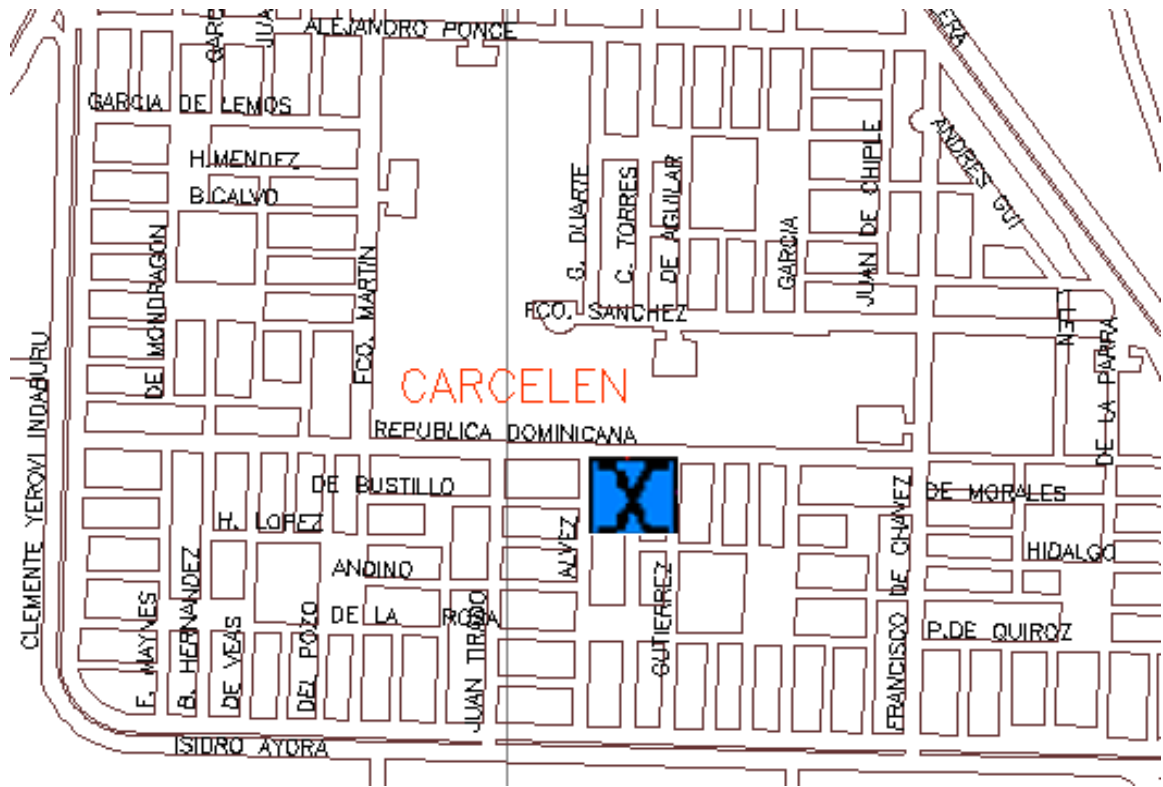 ALEJANDRO PONCE
GARCIA DE LEMOS
H.MENDEZ
B.CALVO
DE MONDRAGON
FCO. MARTIN
G. DUARTE
C. TORRES
DE AGUILAR
GARCIA
JUAN DE CHIPLE
ANDRES GUI
FCO. SANCHEZ
DE LA PARRA
CLEMENTE YEROVI INDABURU
CARCELEN
REPUBLICA DOMINICANA
DE BUSTILLO
H. LOPEZ
ANDINO
DE LA ROSA
ALVEZ
X
GUTIERREZ
FRANCISCO DE CHAVEZ
DE MORALES
HIDALGO
P.DE QUIROZ
F. MAYNES
B. HERNANDEZ
DE VEAS
DEL POZO
JUAN TIRADO
ISIDRO AYORA